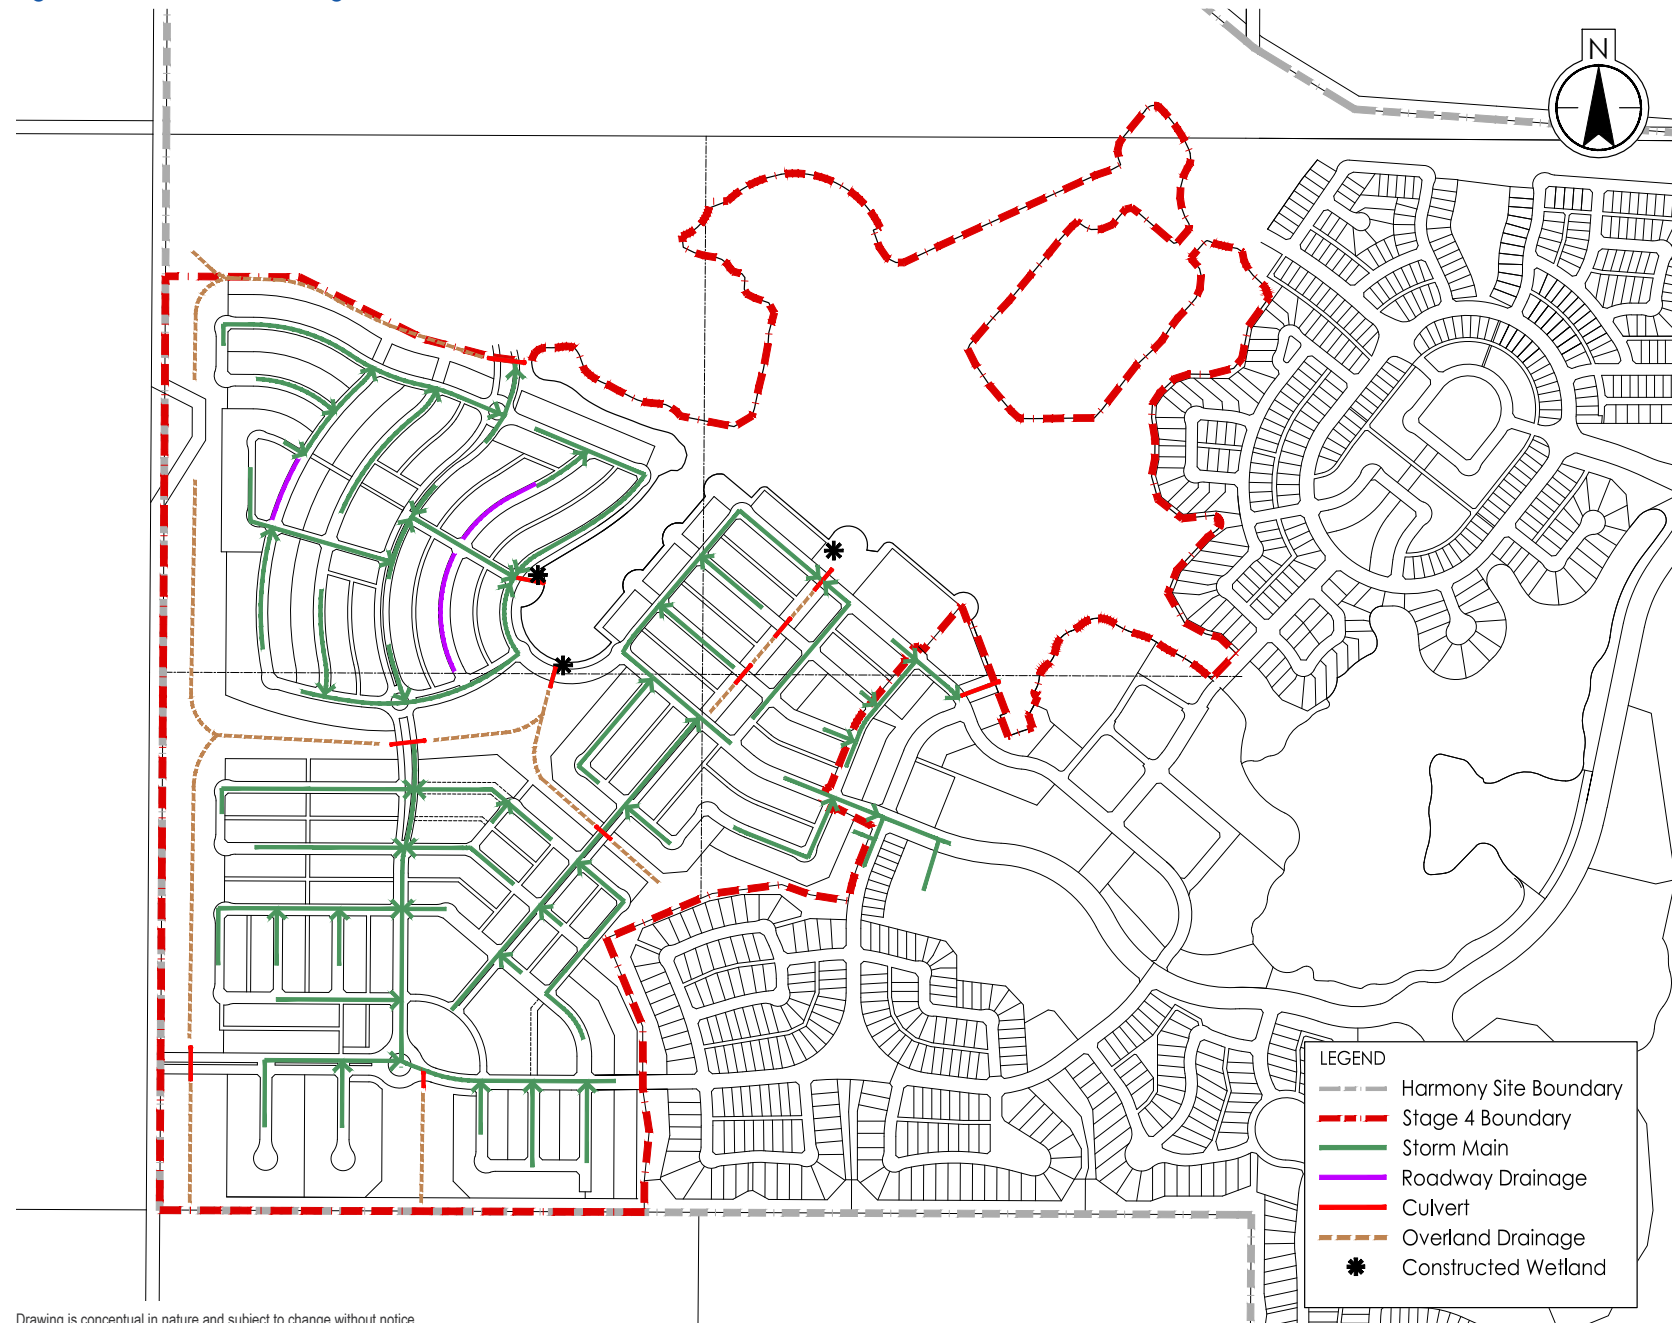 N
LEGEND
Harmony Site Boundary
Stage 4 Boundary
Storm Main
Roadway Drainage
Culvert
Overland Drainage
Constructed Wetland
Drawing is conceptual in nature and subject to change without notice